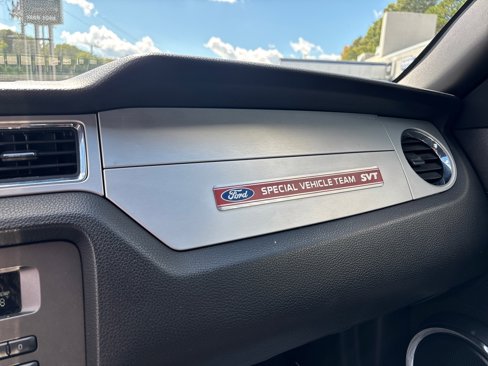 Ford SPECIAL VEHICLE TEAM SVT